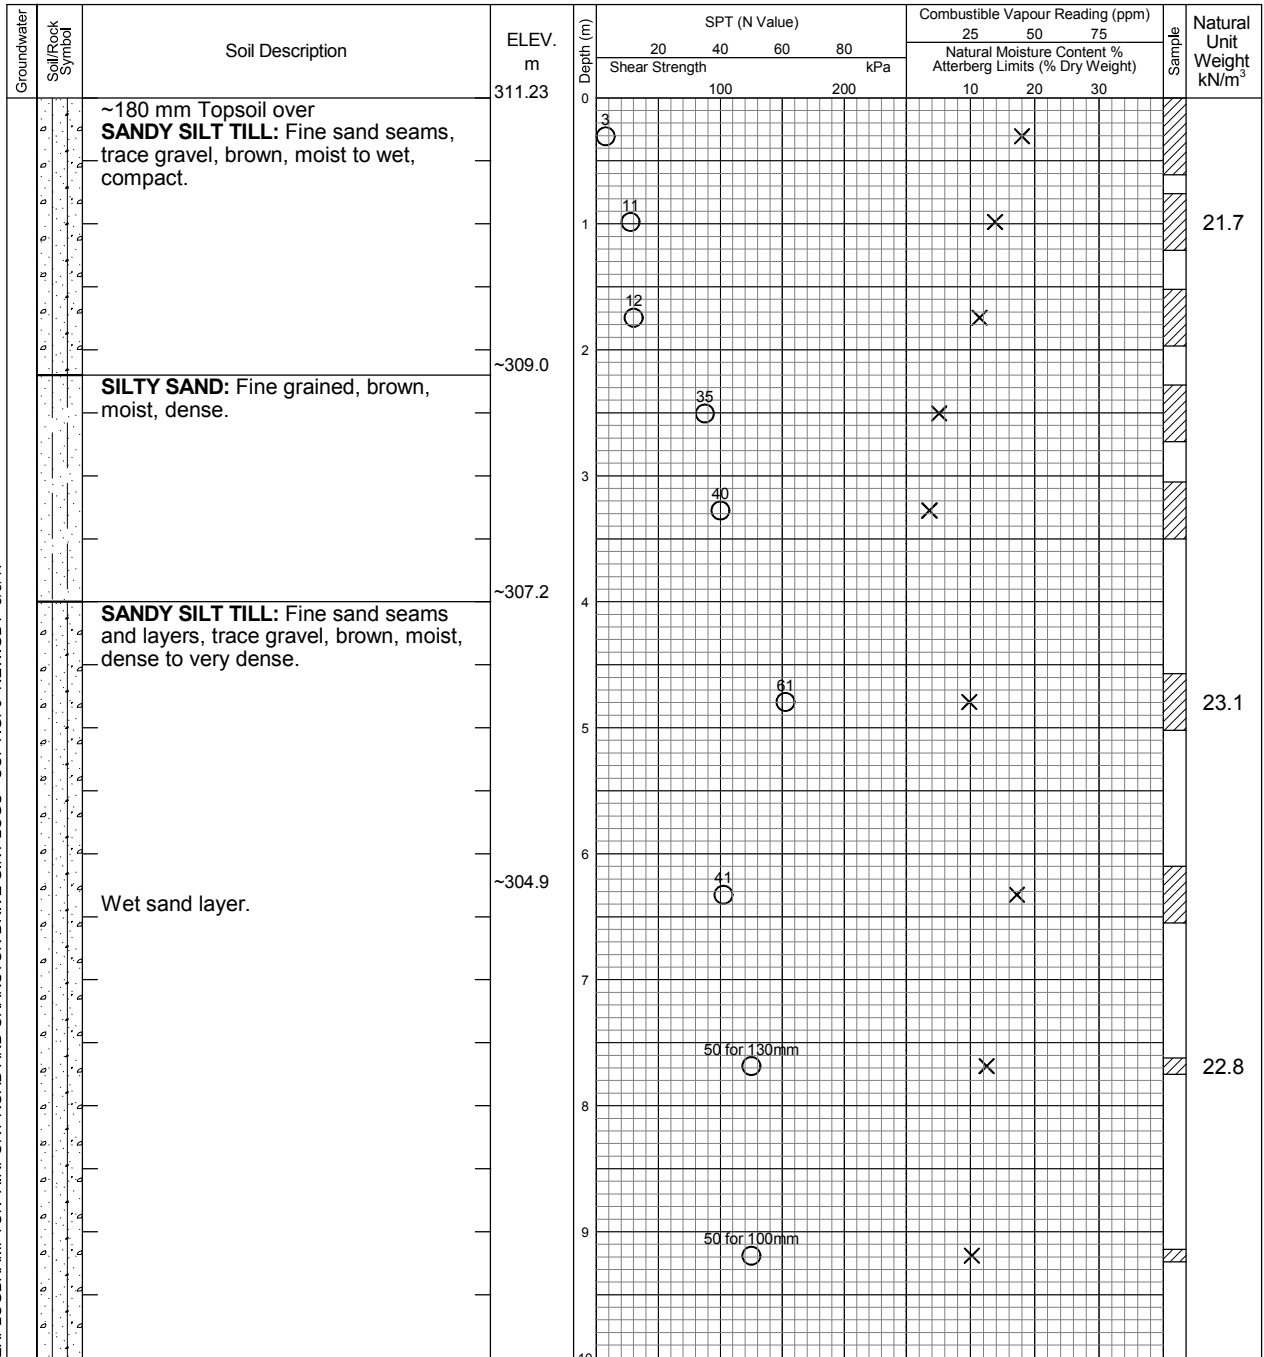 Groundwater
Soil/Rock
Symbol
Soil Description
ELEV.
m
311.23
Depth (m)
SPT (N Value)
20 40 60 80
Shear Strength kPa
100 200
Combustible Vapour Reading (ppm)
25 50 75
Natural Moisture Content %
Atterberg Limits (% Dry Weight)
10 20 30
Sample
Natural
Unit
Weight
kN/m3
0
~180 mm Topsoil over
SANDY SILT TILL: Fine sand seams,
trace gravel, brown, moist to wet,
compact.
3
11
1
21.7
12
2
~309.0
SILTY SAND: Fine grained, brown,
moist, dense.
35
3
40
~307.2
4
SANDY SILT TILL: Fine sand seams
and layers, trace gravel, brown, moist,
dense to very dense.
61
23.1
5
6
~304.9
41
Wet sand layer.
7
50 for 130mm
22.8
8
9
50 for 100mm
10